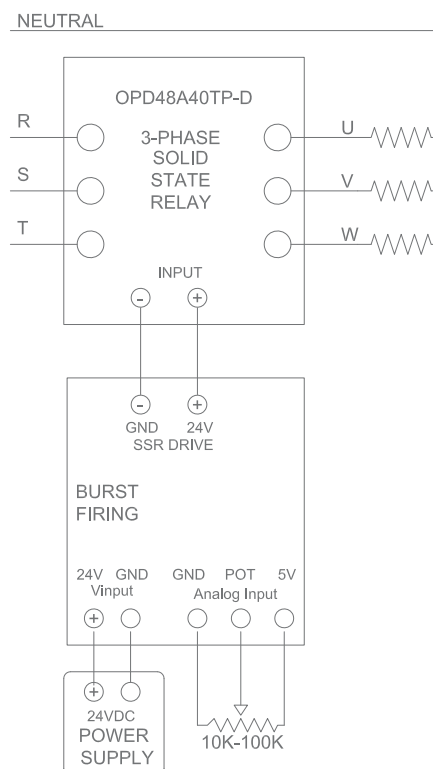 NEUTRAL
OPD48A40TP-D
R
3-PHASE
U
SOLID
S
STATE
V
RELAY
T
W
INPUT
- +
- +
GND 24V
SSR DRIVE
BURST
FIRING
24V GND GND POT 5V
Vinput Analog Input
+
+
24VDC
POWER
SUPPLY
10K-100K